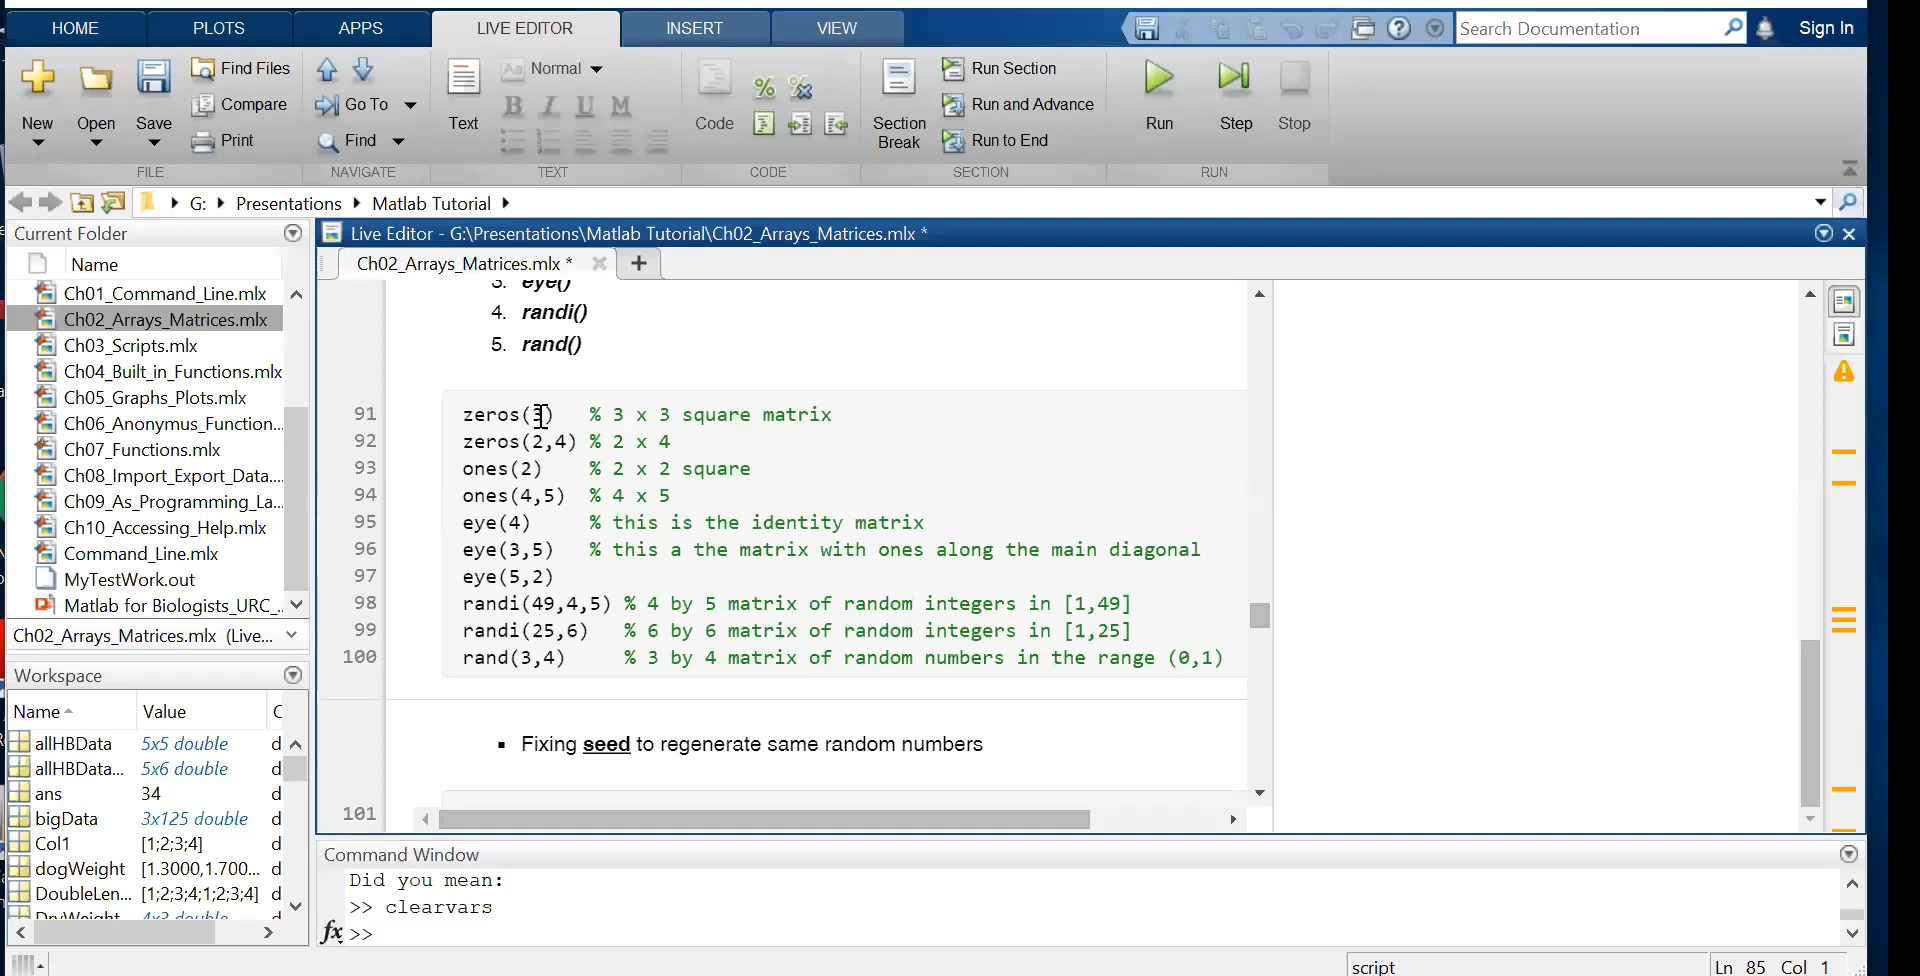 HOME PLOTS APPS LIVE EDITOR INSERT VIEW Search Documentation Sign In
New Open Save Find Files Compare Print
FILE
Go To Find
NAVIGATE
Text Aa Normal B I U M
TEXT
Code
CODE
Section Break Run Section Run and Advance Run to End
SECTION
Run Step Stop
RUN
G: Presentations Matlab Tutorial
Current Folder
Name
Ch01_Command_Line.mlx
Ch02_Arrays_Matrices.mlx
Ch03_Scripts.mlx
Ch04_Built_in_Functions.mlx
Ch05_Graphs_Plots.mlx
Ch06_Anonymus_Function...
Ch07_Functions.mlx
Ch08_Import_Export_Data....
Ch09_As_Programming_La...
Ch10_Accessing_Help.mlx
Command_Line.mlx
MyTestWork.out
Matlab for Biologists_URC_...
Ch02_Arrays_Matrices.mlx (Live...
Workspace
Name Value C
allHBData 5x5 double d
allHBData... 5x6 double d
ans 34 d
bigData 3x125 double d
Col1 [1;2;3;4] d
dogWeight [1.3000,1.700... d
DoubleLen... [1;2;3;4;1;2;3;4] d
DryWeight 4x3 double d
Live Editor - G:\Presentations\Matlab Tutorial\Ch02_Arrays_Matrices.mlx *
Ch02_Arrays_Matrices.mlx * +
3. eye()
4. randi()
5. rand()
91 zeros(3) % 3 x 3 square matrix
92 zeros(2,4) % 2 x 4
93 ones(2) % 2 x 2 square
94 ones(4,5) % 4 x 5
95 eye(4) % this is the identity matrix
96 eye(3,5) % this a the matrix with ones along the main diagonal
97 eye(5,2)
98 randi(49,4,5) % 4 by 5 matrix of random integers in [1,49]
99 randi(25,6) % 6 by 6 matrix of random integers in [1,25]
100 rand(3,4) % 3 by 4 matrix of random numbers in the range (0,1)
▪ Fixing seed to regenerate same random numbers
101
Command Window
Did you mean:
>> clearvars
fx >>
script Ln 85 Col 1